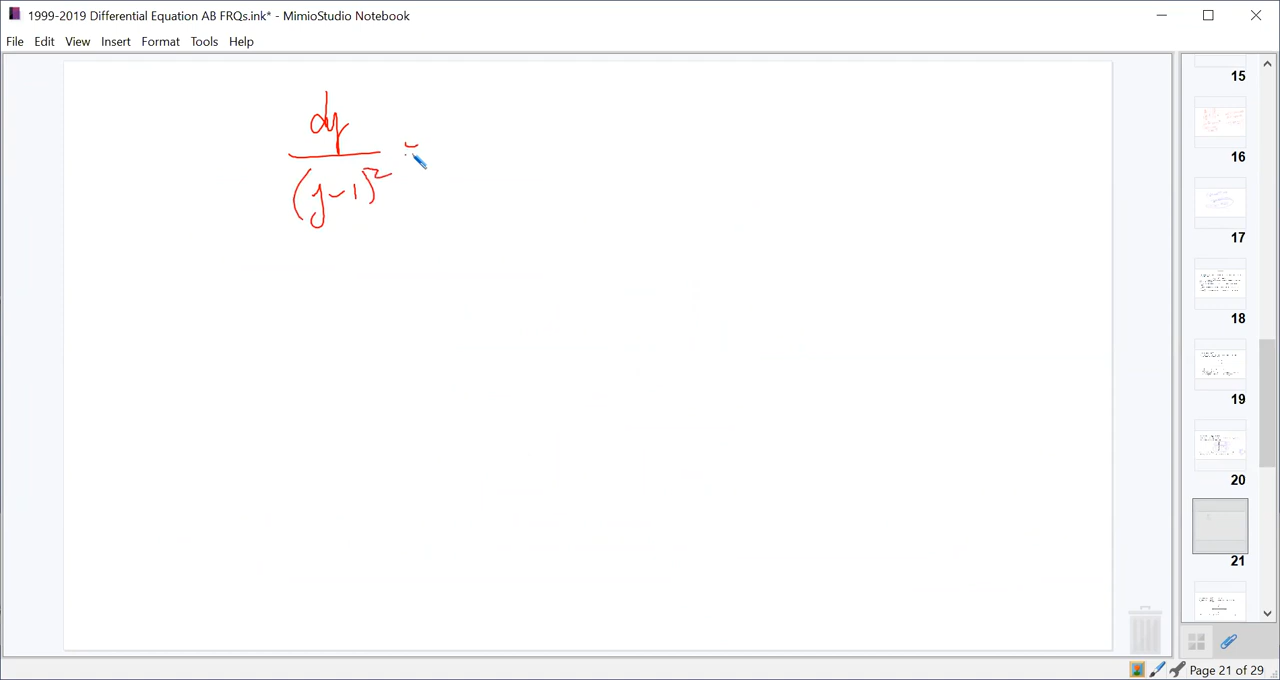 1999-2019 Differential Equation AB FRQs.ink* - MimioStudio Notebook
File Edit View Insert Format Tools Help
dy
(y-1)² =
15
16
17
18
19
20
21
Page 21 of 29